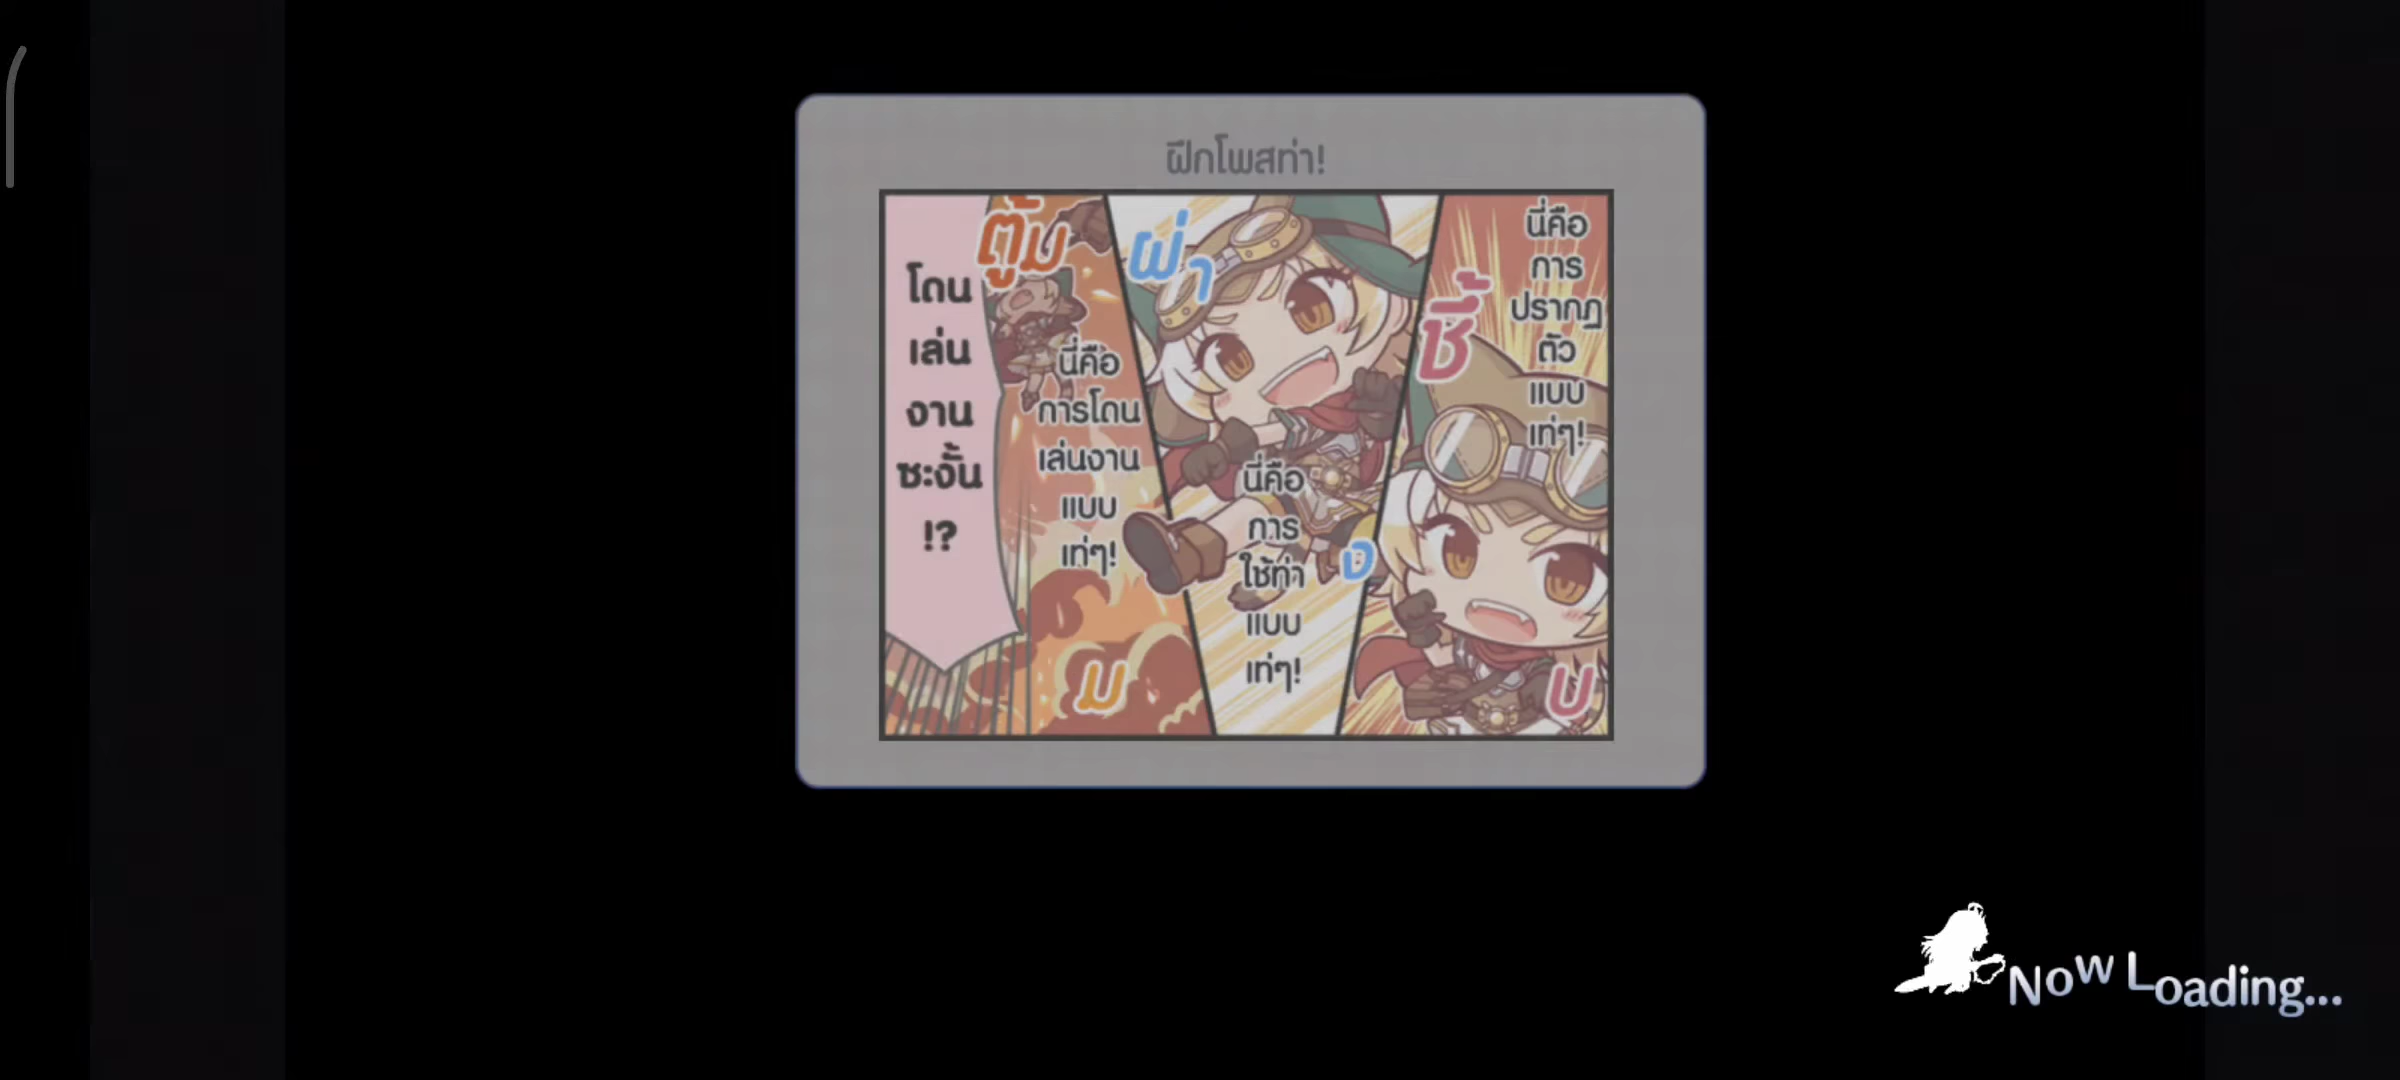 ฝึกโพสท่า!
นี่คือ
การ
ปรากฏ
ตัว
แบบ
เท่ๆ!
ชิ้
บ
ผ่า
ง
นี่คือ
การ
ใช้ท่า
แบบ
เท่ๆ!
ตู้ม
ม
นี่คือ
การโดน
เล่นงาน
แบบ
เท่ๆ!
โดน
เล่น
งาน
ซะงั้น
!?
Now Loading...